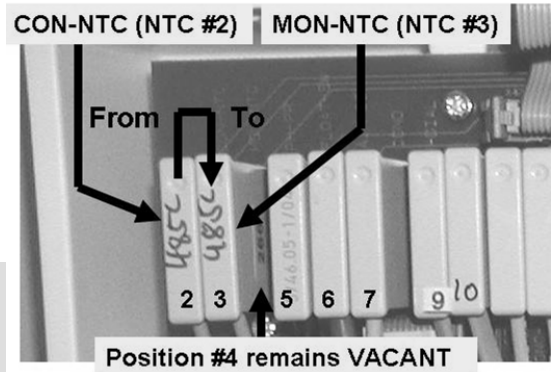 CON-NTC (NTC #2)
MON-NTC (NTC #3)
From To
485C
485C
2 3 5 6 7 9 10
Position #4 remains VACANT